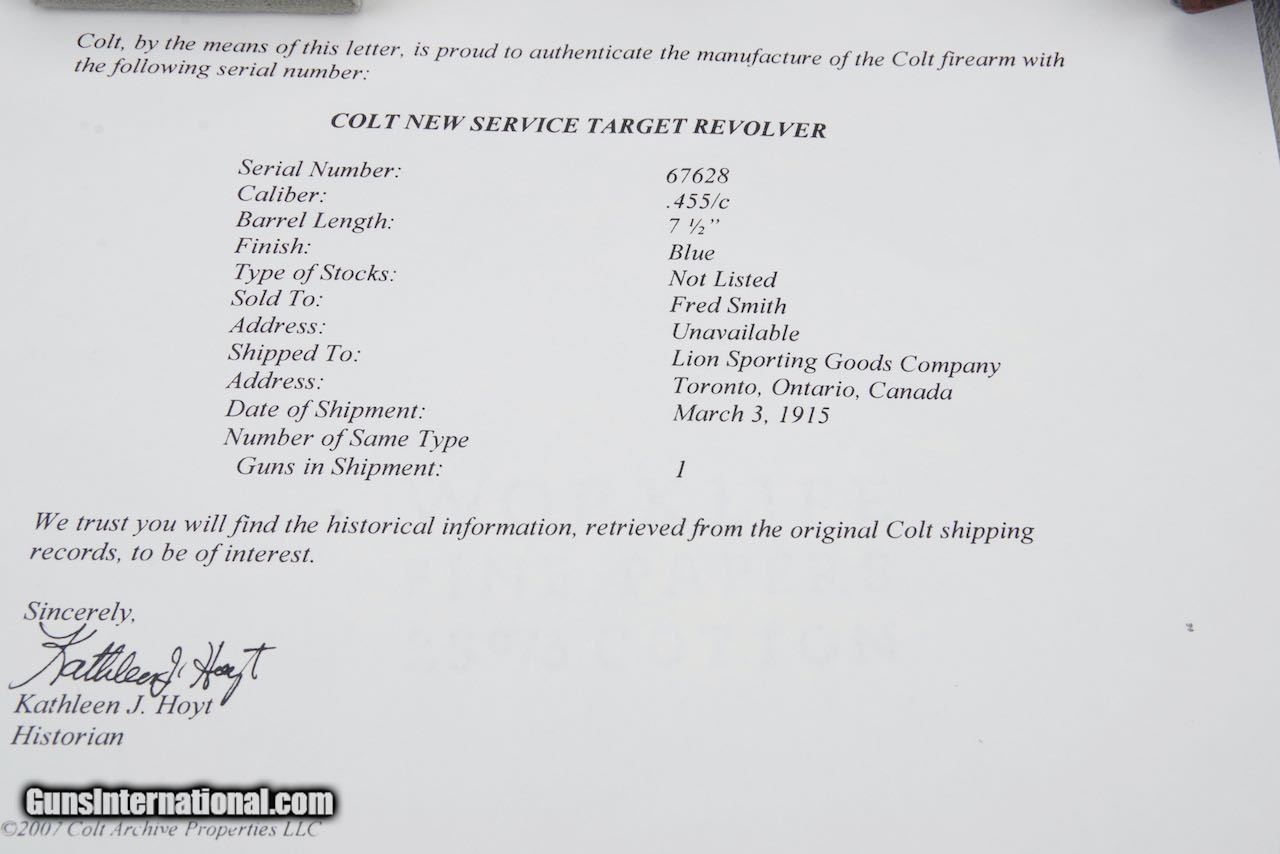 Colt, by the means of this letter, is proud to authenticate the manufacture of the Colt firearm with
the following serial number:
COLT NEW SERVICE TARGET REVOLVER
Serial Number: 67628
Caliber: .455/c
Barrel Length: 7 ½”
Finish: Blue
Type of Stocks: Not Listed
Sold To: Fred Smith
Address: Unavailable
Shipped To: Lion Sporting Goods Company
Address: Toronto, Ontario, Canada
Date of Shipment: March 3, 1915
Number of Same Type
Guns in Shipment: 1
We trust you will find the historical information, retrieved from the original Colt shipping
records, to be of interest.
Sincerely,
Kathleen J. Hoyt
Kathleen J. Hoyt
Historian
GunsInternational.com
©2007 Colt Archive Properties LLC